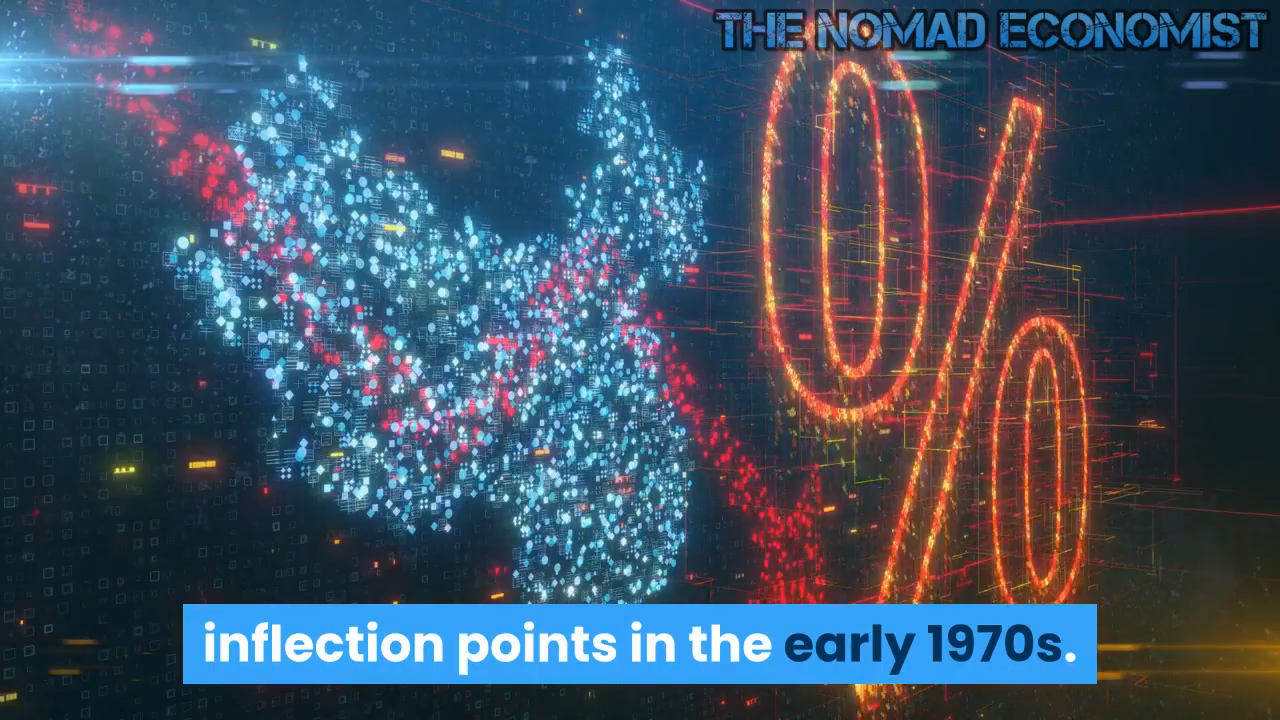 THE NOMAD ECONOMIST
%
inflection points in the early 1970s.